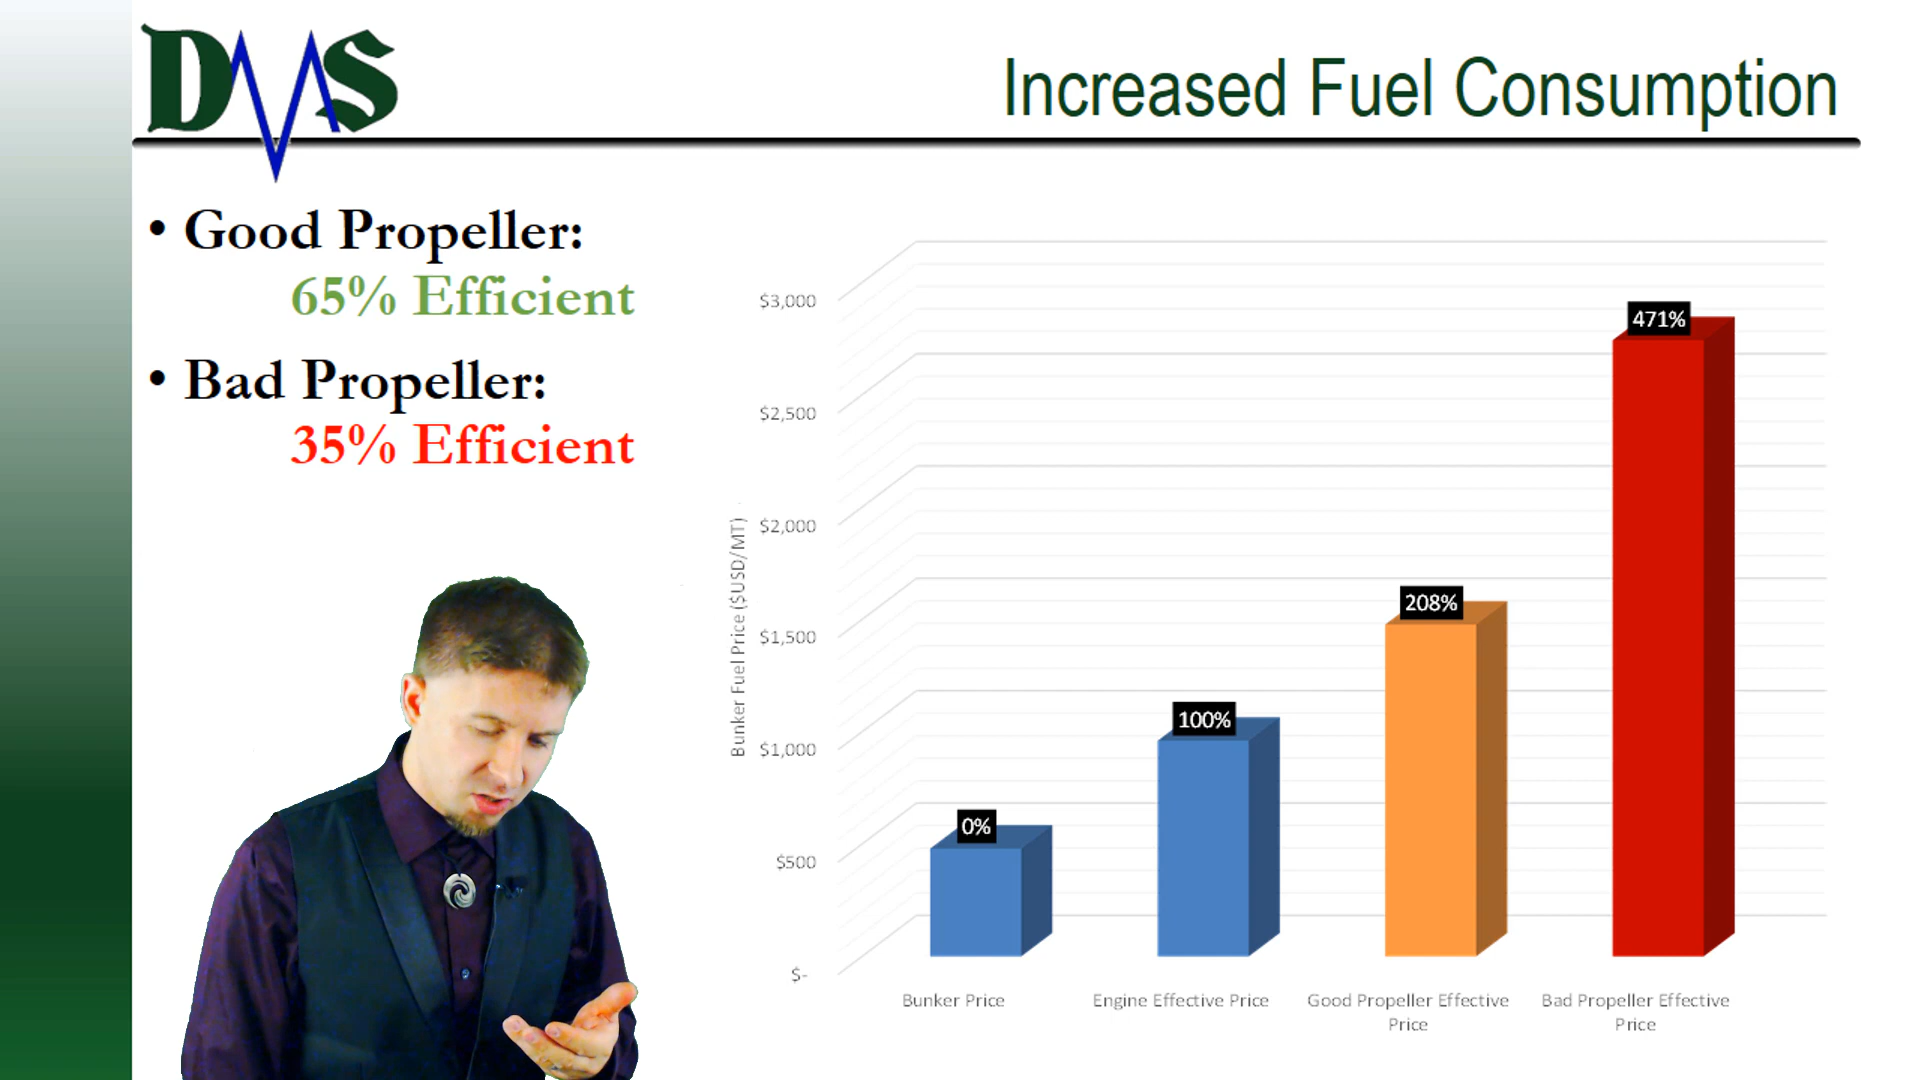 DMS
Increased Fuel Consumption
• Good Propeller:
65% Efficient
• Bad Propeller:
35% Efficient
Bunker Fuel Price ($USD/MT)
$3,000
$2,500
$2,000
$1,500
$1,000
$500
$-
0%
100%
208%
471%
Bunker Price
Engine Effective Price
Good Propeller Effective
Price
Bad Propeller Effective
Price